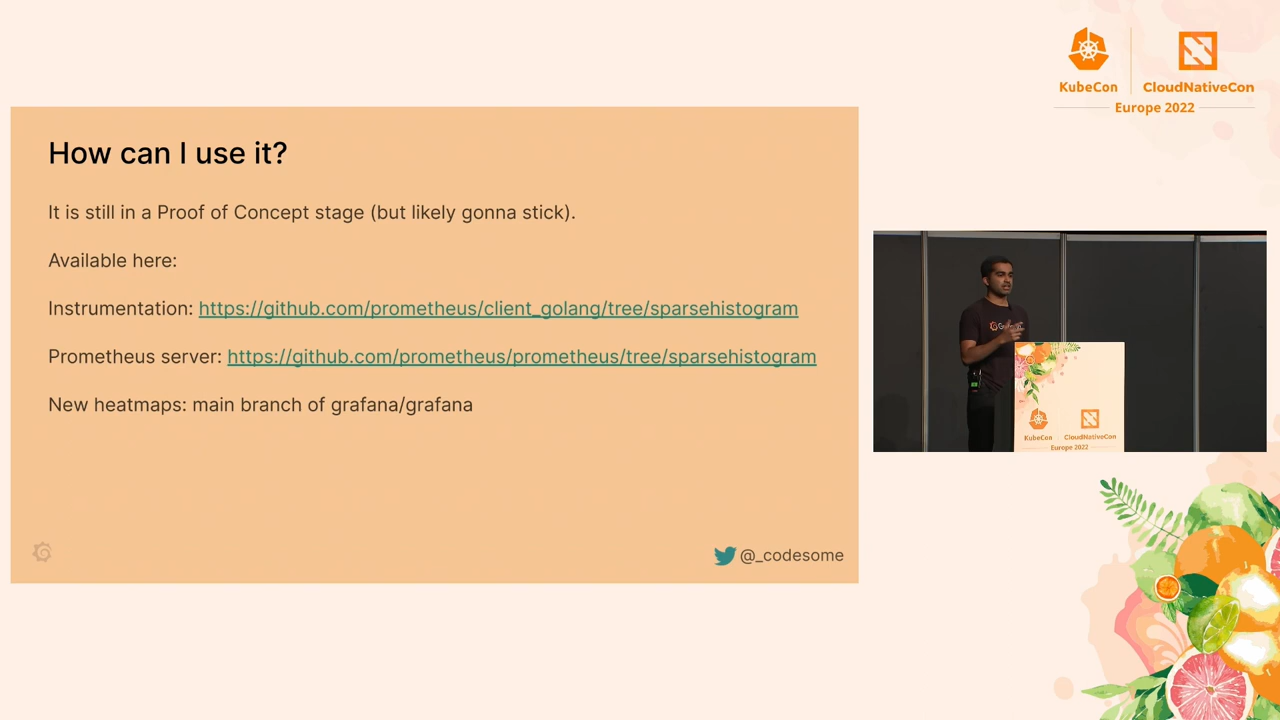 KubeCon
CloudNativeCon
Europe 2022
How can I use it?
It is still in a Proof of Concept stage (but likely gonna stick).
Available here:
Instrumentation: https://github.com/prometheus/client_golang/tree/sparsehistogram
Prometheus server: https://github.com/prometheus/prometheus/tree/sparsehistogram
New heatmaps: main branch of grafana/grafana
@_codesome
KubeCon
CloudNativeCon
Europe 2022